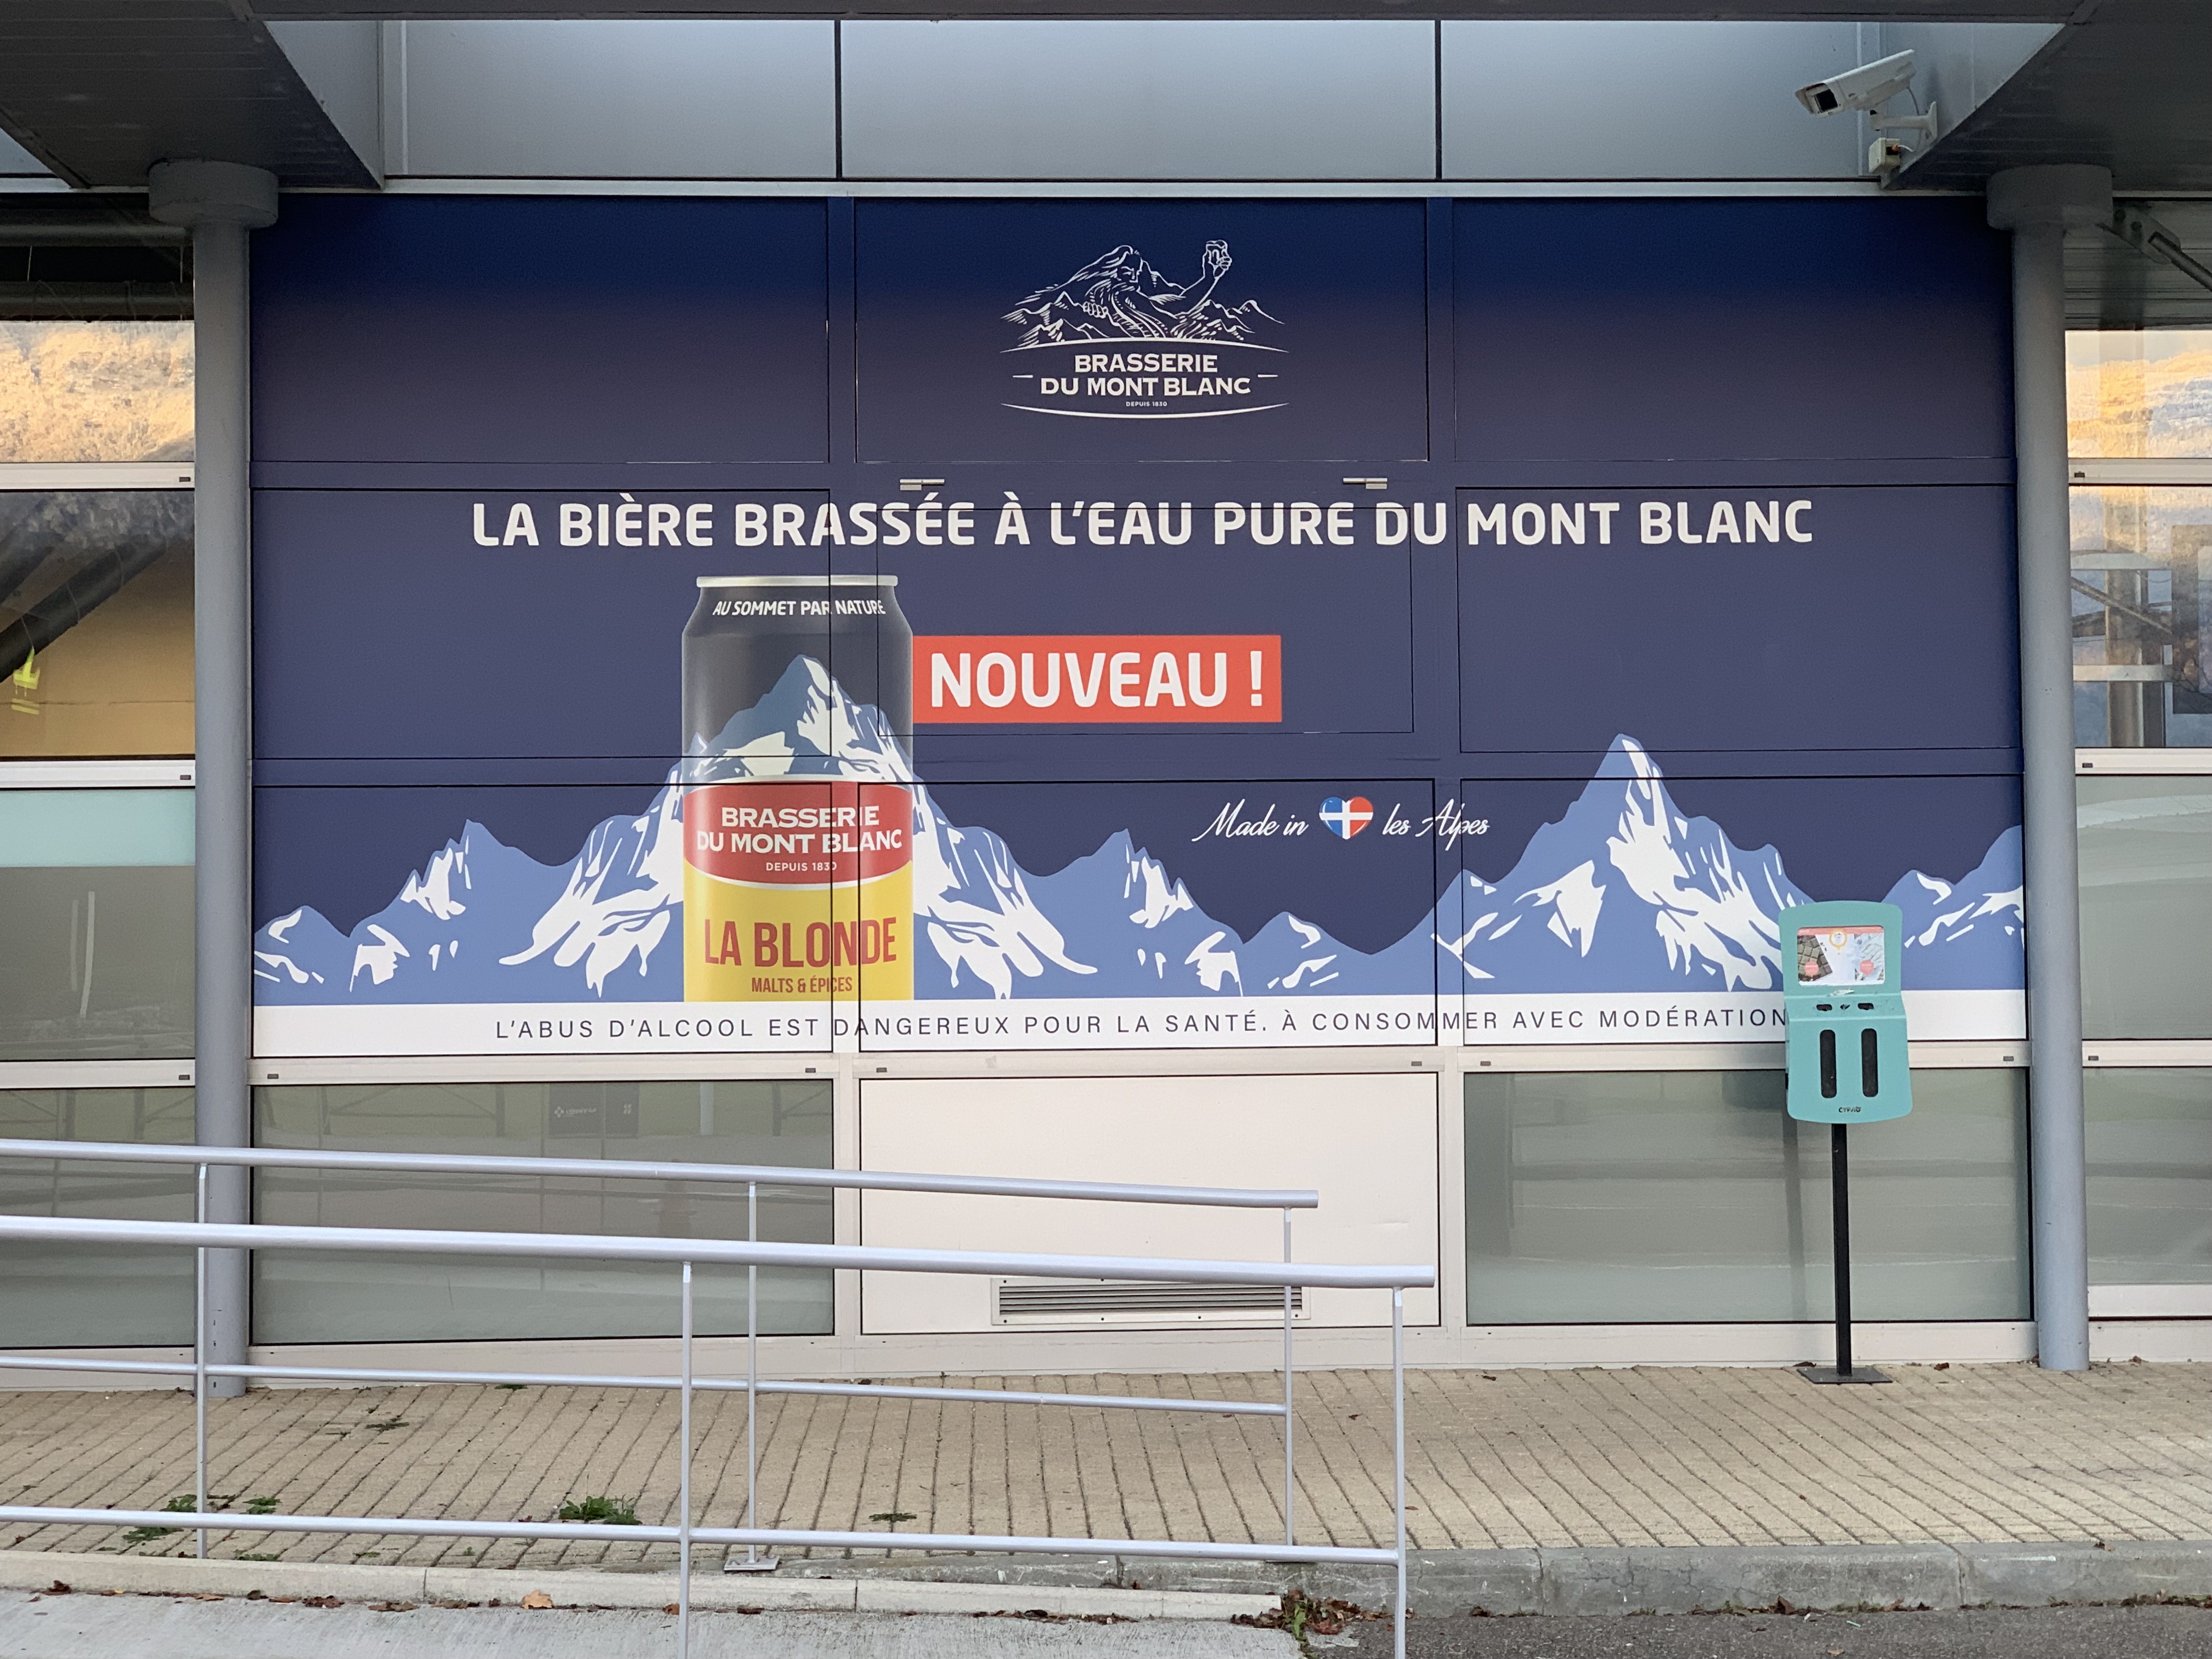 BRASSERIE
DU MONT BLANC
DEPUIS 1830
LA BIÈRE BRASSÉE À L'EAU PURE DU MONT BLANC
AU SOMMET PAR NATURE
NOUVEAU !
Made in les Alpes
BRASSERIE
DU MONT BLANC
DEPUIS 1830
LA BLONDE
MALTS & ÉPICES
L'ABUS D'ALCOOL EST DANGEREUX POUR LA SANTÉ. À CONSOMMER AVEC MODÉRATION